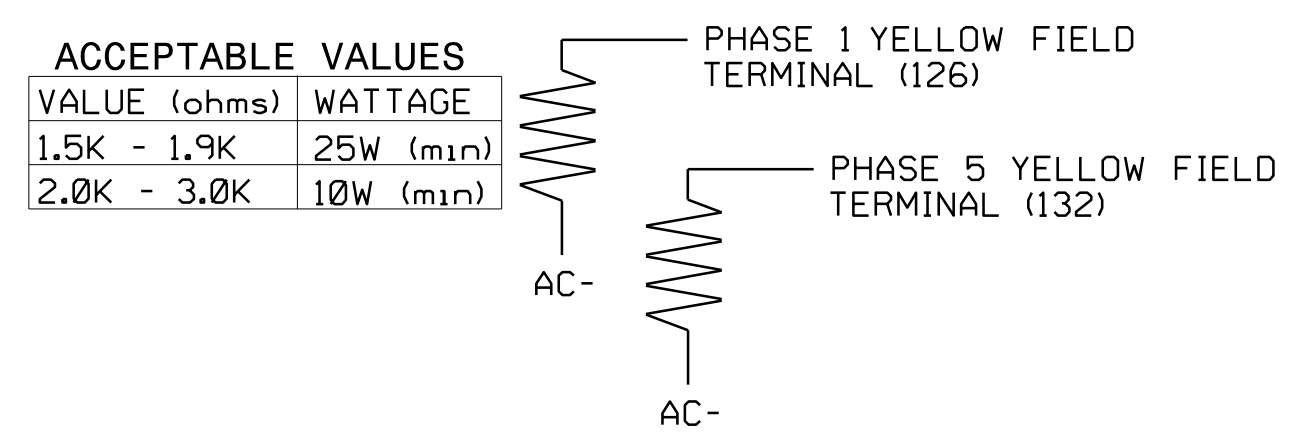 ACCEPTABLE VALUES
VALUE (ohms) WATTAGE
1.5K - 1.9K 25W (min)
2.0K - 3.0K 10W (min)
PHASE 1 YELLOW FIELD
TERMINAL (126)
AC-
PHASE 5 YELLOW FIELD
TERMINAL (132)
AC-